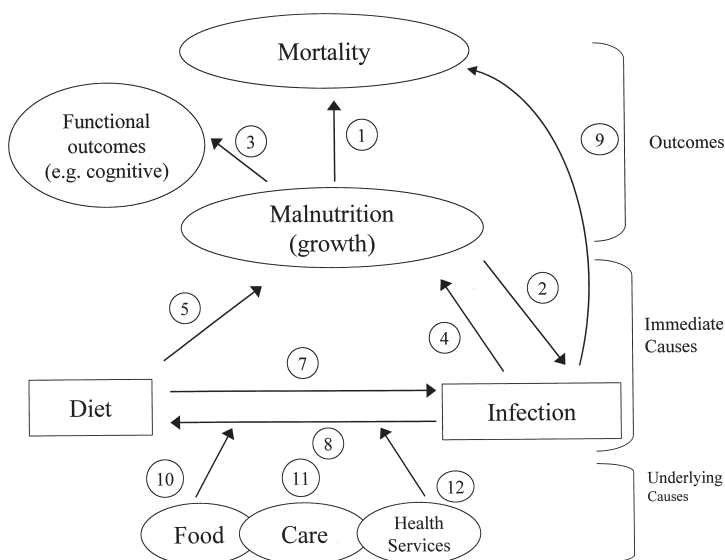 Mortality
9
Outcomes
Functional
outcomes
(e.g. cognitive)
3
1
Malnutrition
(growth)
2
5
4
Immediate
Causes
7
Diet
Infection
8
10
11
12
Underlying
Causes
Food
Care
Health
Services